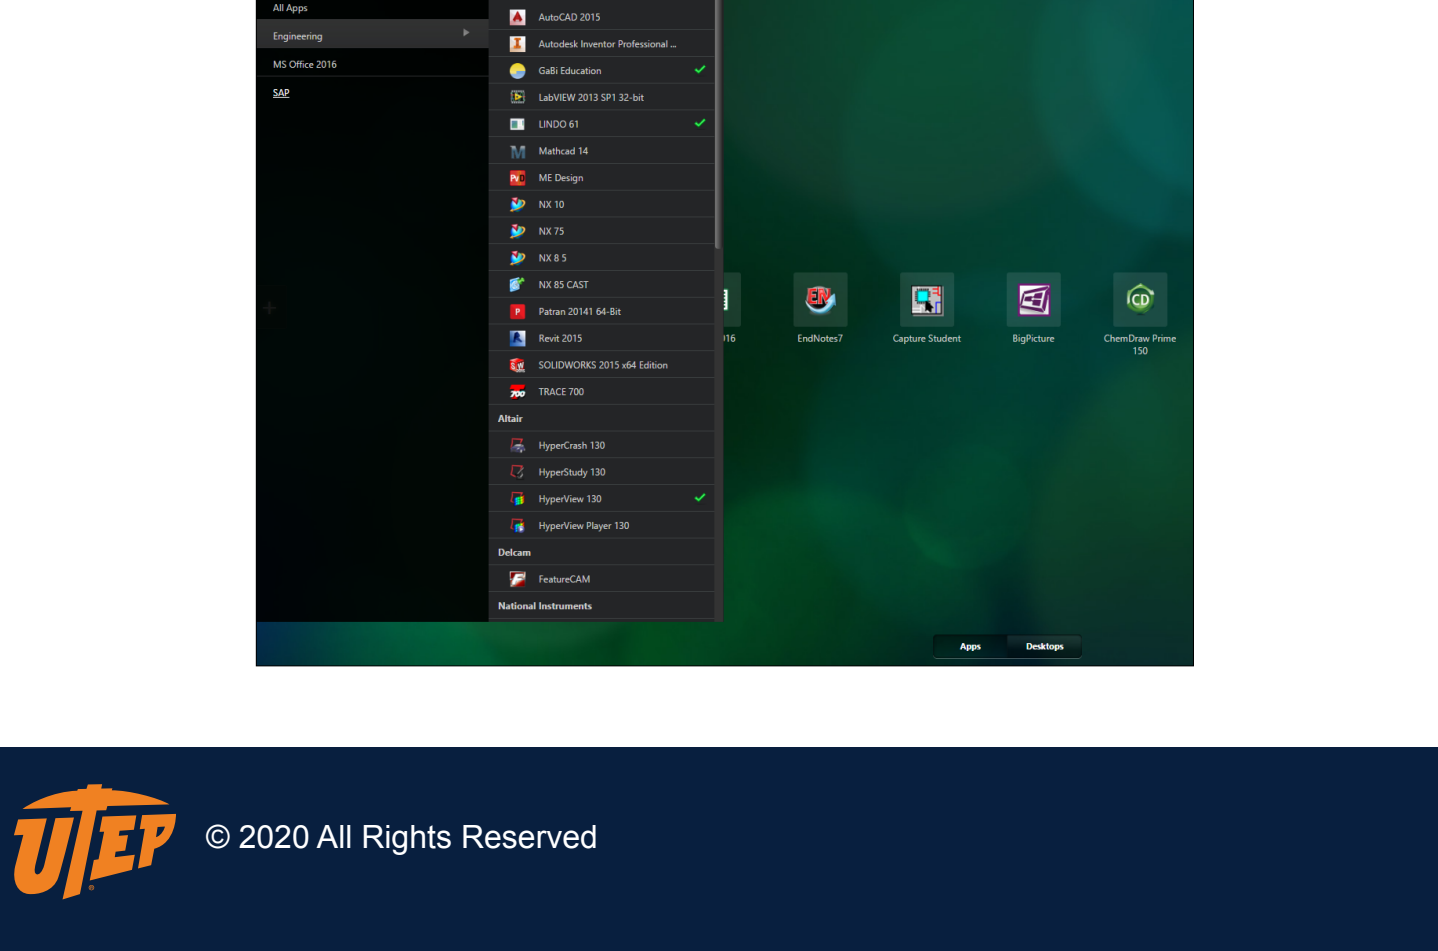 All Apps
Engineering
MS Office 2016
SAP
AutoCAD 2015
Autodesk Inventor Professional ...
GaBi Education
LabVIEW 2013 SP1 32-bit
LINDO 61
Mathcad 14
ME Design
NX 10
NX 75
NX 8 5
NX 85 CAST
Patran 20141 64-Bit
Revit 2015
SOLIDWORKS 2015 x64 Edition
TRACE 700
Altair
HyperCrash 130
HyperStudy 130
HyperView 130
HyperView Player 130
Delcam
FeatureCAM
National Instruments
16
EndNotes7
Capture Student
BigPicture
ChemDraw Prime
150
Apps
Desktops
UTEP
© 2020 All Rights Reserved